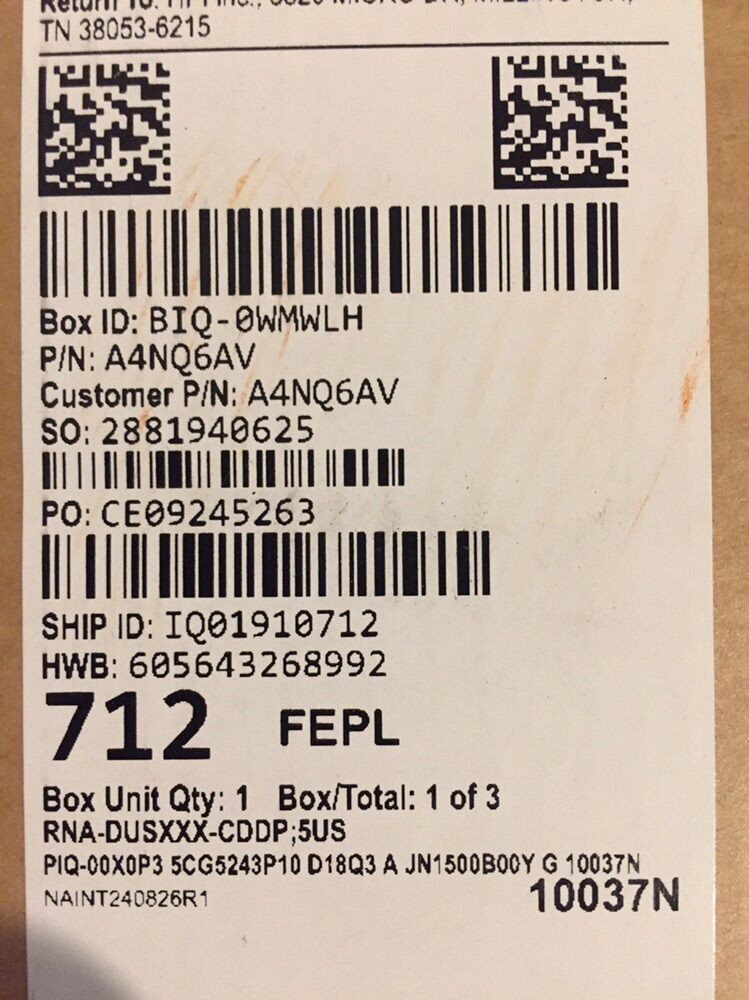 Return To:
TN 38053-6215
Box ID: BIQ-0WMWLH
P/N: A4NQ6AV
Customer P/N: A4NQ6AV
SO: 2881940625
PO: CE09245263
SHIP ID: IQ01910712
HWB: 605643268992
712 FEPL
Box Unit Qty: 1 Box/Total: 1 of 3
RNA-DUSXXX-CDDP;5US
PIQ-00X0P3 5CG5243P10 D18Q3 A JN1500B00Y G 10037N
NAINT240826R1 10037N